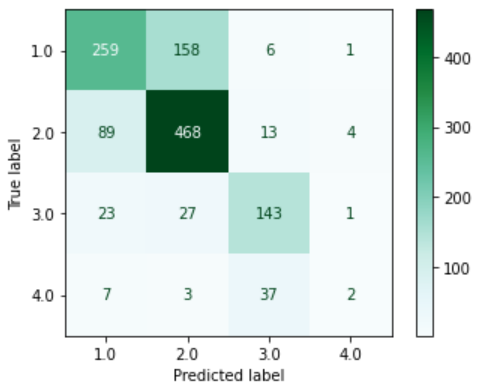 1.0 259 158 6 1
2.0 89 468 13 4
3.0 23 27 143 1
4.0 7 3 37 2
1.0 2.0 3.0 4.0
Predicted label
True label
400
300
200
100